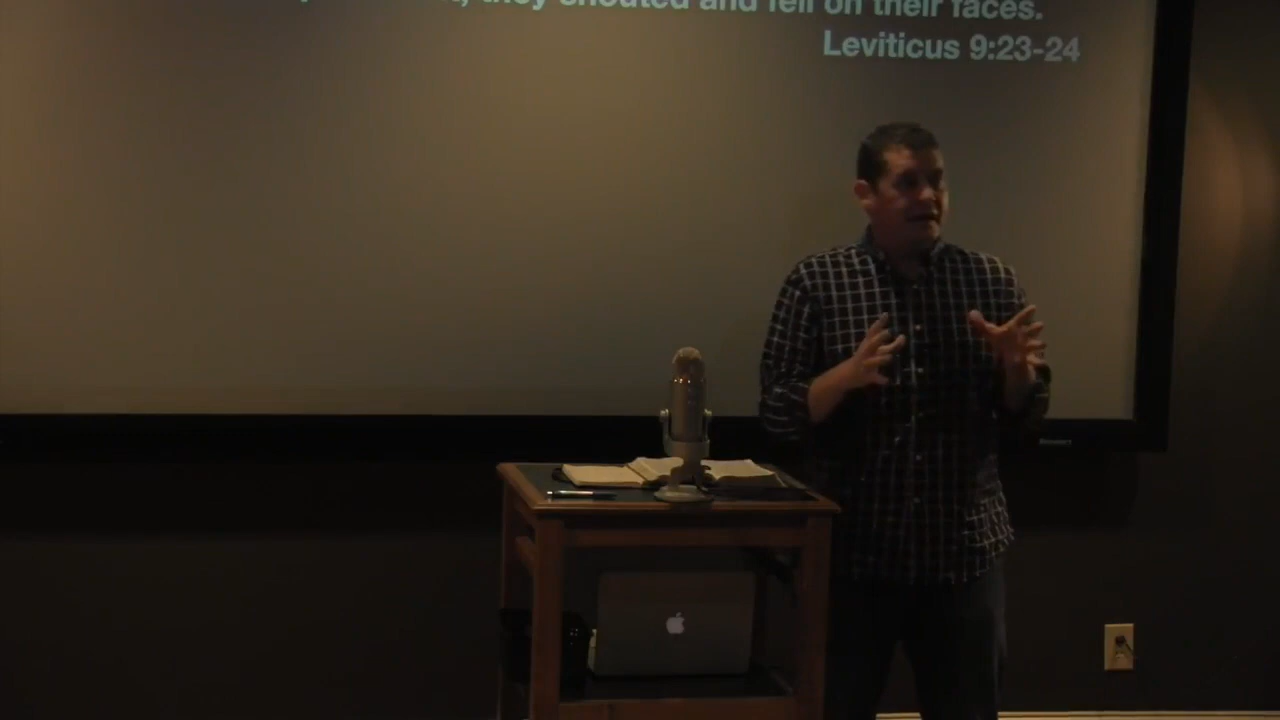 they shouted and fell on their faces.
Leviticus 9:23-24